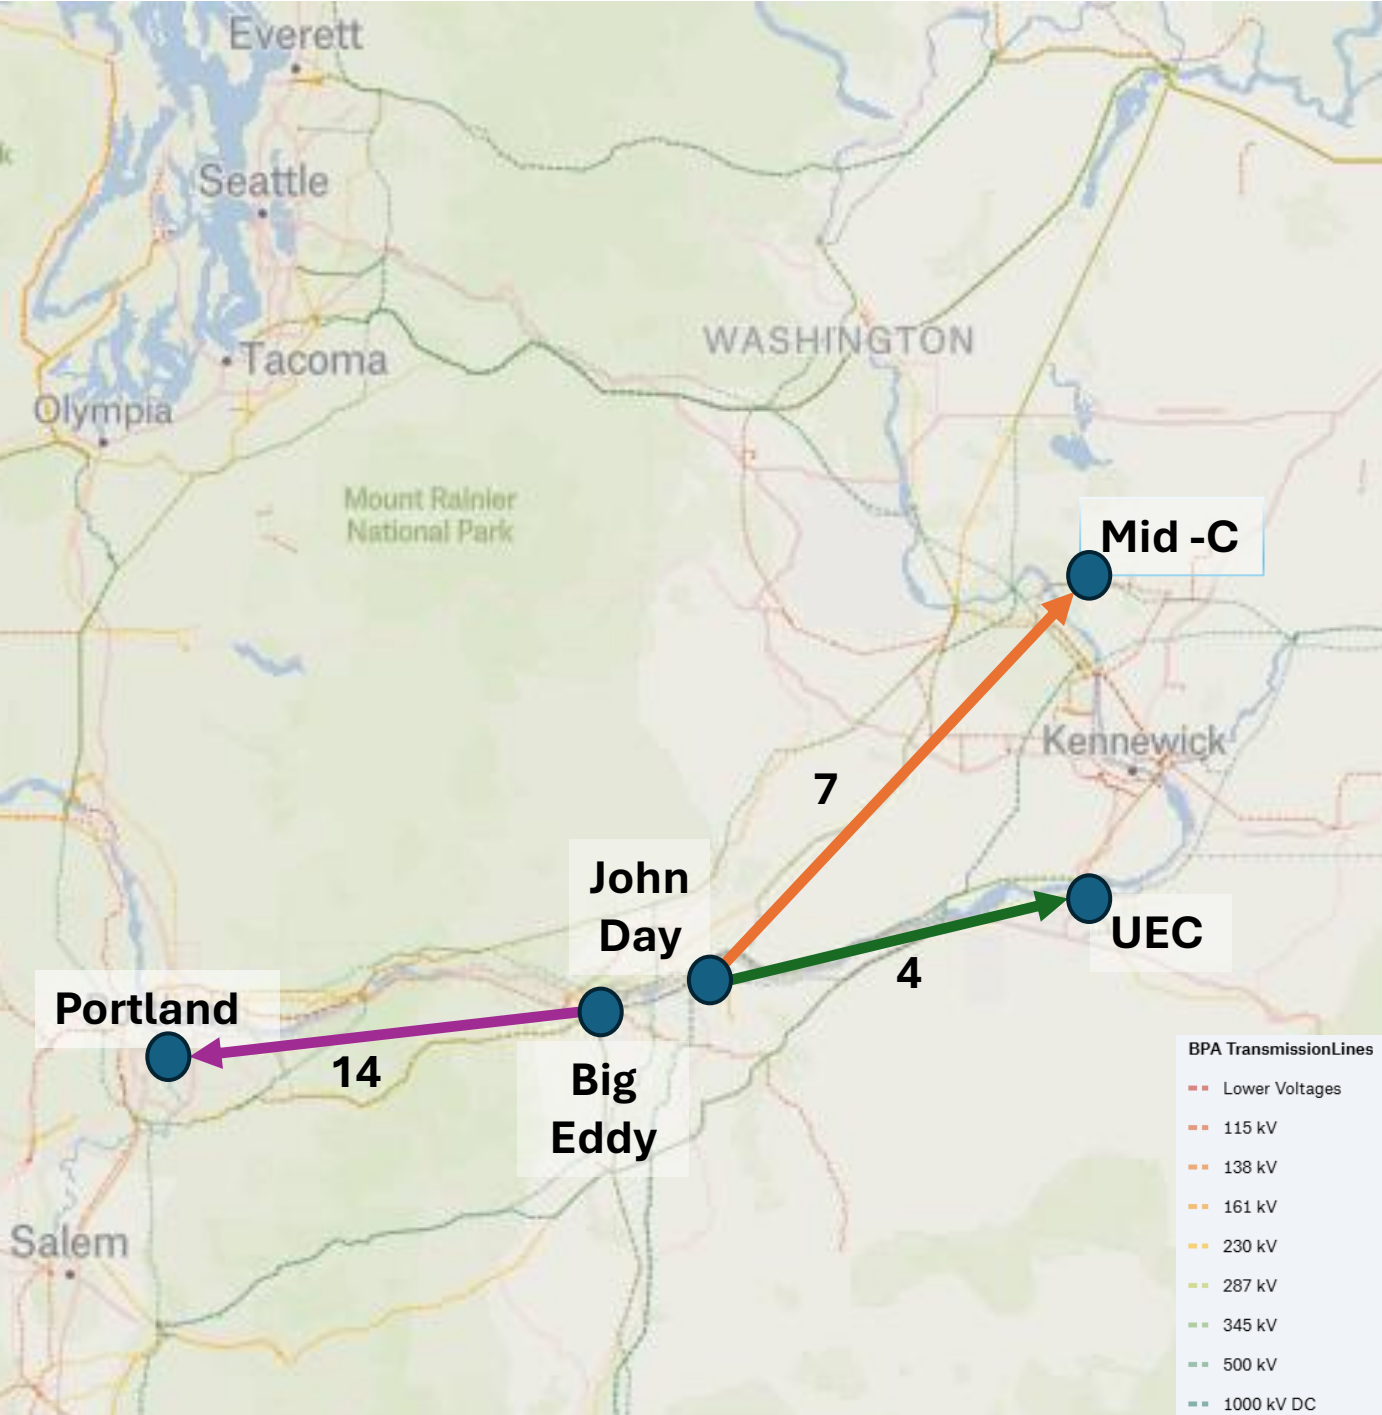 Everett
k
Seattle
WASHINGTON
Tacoma
Olympia
Mount Rainier
National Park
Mid -C
Kennewick
7
John
Day
UEC
4
Portland
14
Big
Eddy
Salem
BPA TransmissionLines
Lower Voltages
115 kV
138 kV
161 kV
230 kV
287 kV
345 kV
500 kV
1000 kV DC